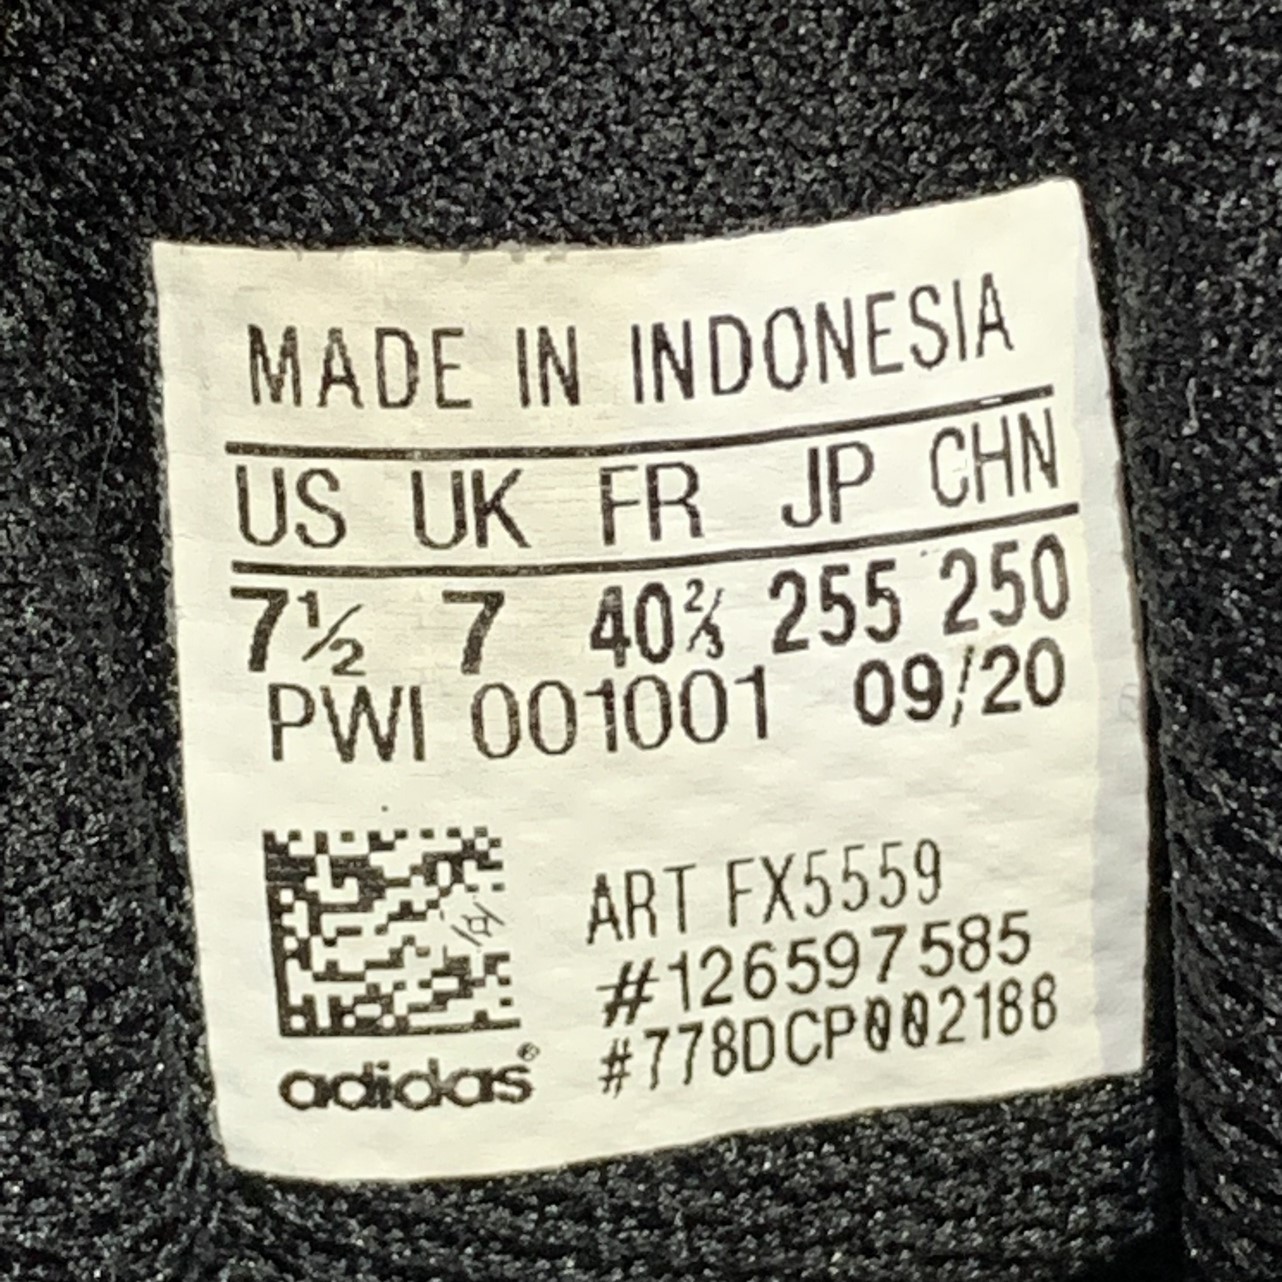 MADE IN INDONESIA
US UK FR JP CHN
7½ 7 40⅔ 255 250
PWI 001001 09/20
ART FX5559
#126597585
#778DCP002188
adidas®